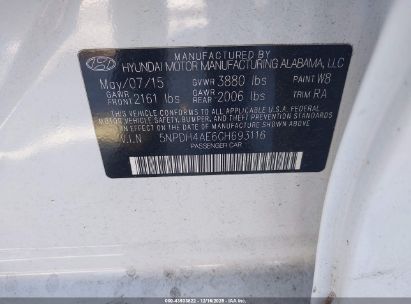 MANUFACTURED BY
HYUNDAI MOTOR MANUFACTURING ALABAMA, LLC
May/07/15 GVWR 3880 lbs PAINT W8
GAWR FRONT 2161 lbs GAWR REAR 2006 lbs TRIM RA
THIS VEHICLE CONFORMS TO ALL APPLICABLE U.S.A. FEDERAL
MOTOR VEHICLE SAFETY, BUMPER, AND THEFT PREVENTION STANDARDS
IN EFFECT ON THE DATE OF MANUFACTURE SHOWN ABOVE.
V.I.N 5NPDH4AE6GH693116
PASSENGER CAR